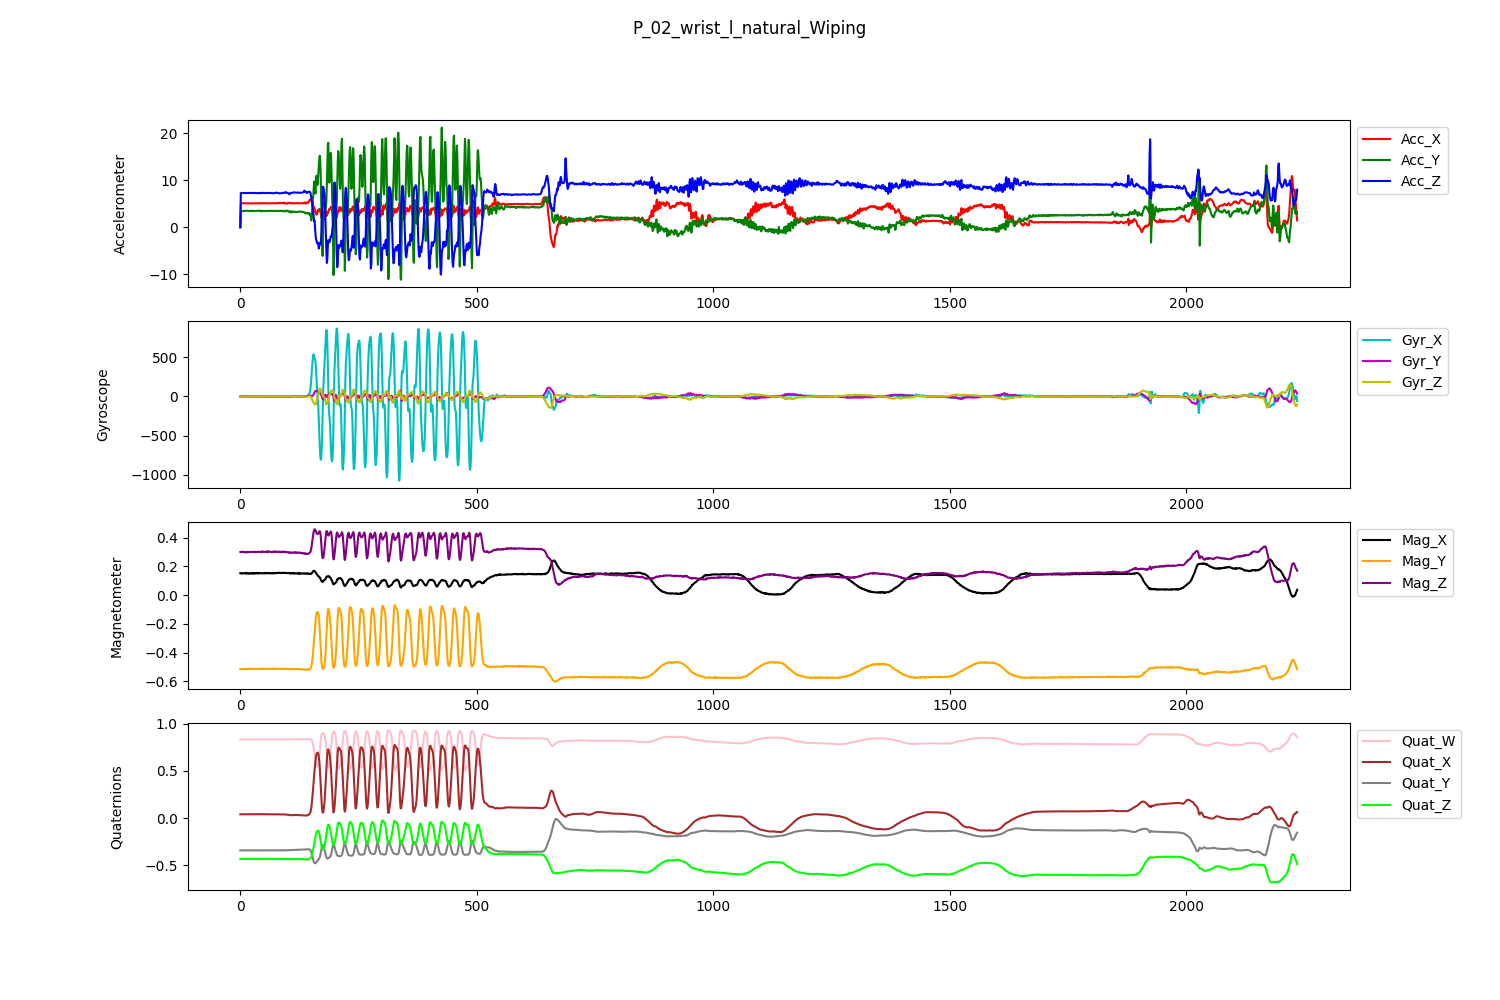 P_02_wrist_l_natural_Wiping
Accelerometer
20
10
0
−10
0 500 1000 1500 2000
Acc_X
Acc_Y
Acc_Z
Gyroscope
500
0
−500
−1000
0 500 1000 1500 2000
Gyr_X
Gyr_Y
Gyr_Z
Magnetometer
0.4
0.2
0.0
−0.2
−0.4
−0.6
0 500 1000 1500 2000
Mag_X
Mag_Y
Mag_Z
Quaternions
1.0
0.5
0.0
−0.5
0 500 1000 1500 2000
Quat_W
Quat_X
Quat_Y
Quat_Z